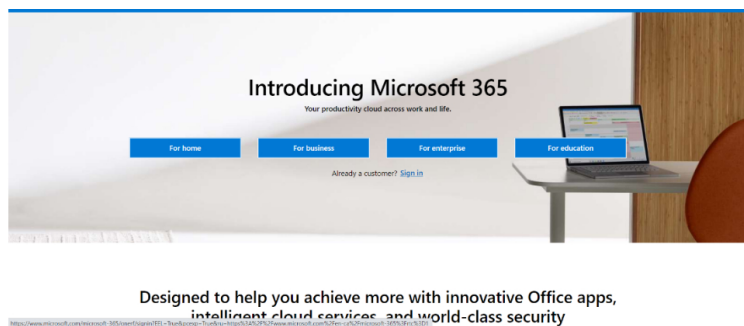 Introducing Microsoft 365
Your productivity cloud across work and life.
For home
For business
For enterprise
For education
Already a customer? Sign in
Designed to help you achieve more with innovative Office apps,
intelligent cloud services, and world-class security